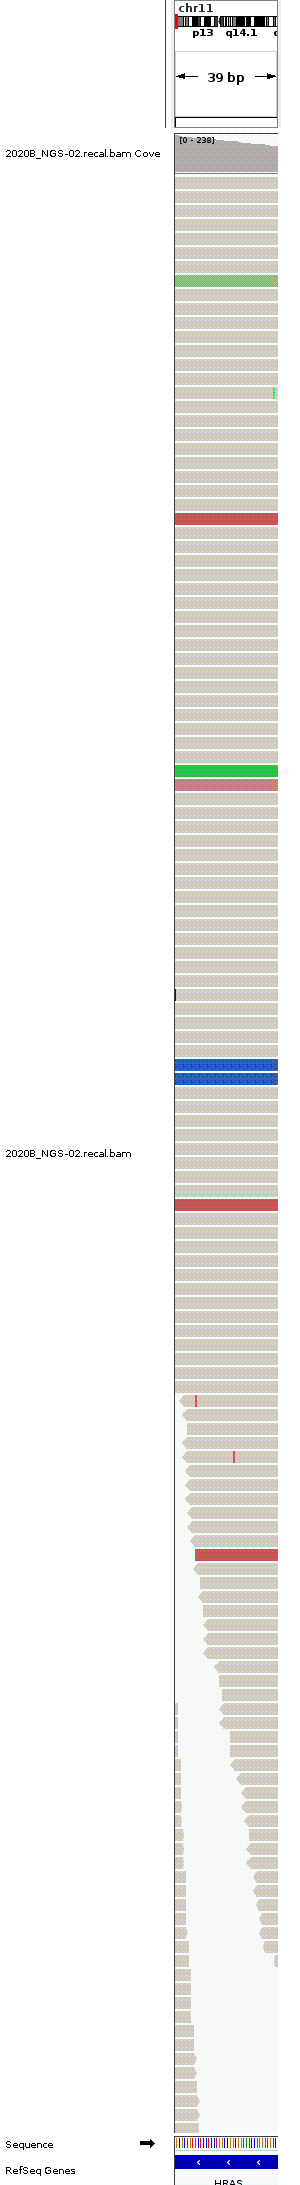 chr11
p13 q14.1
39 bp
[0 - 238]
2020B_NGS-02.recal.bam Cove
2020B_NGS-02.recal.bam
Sequence
RefSeq Genes
HRAS